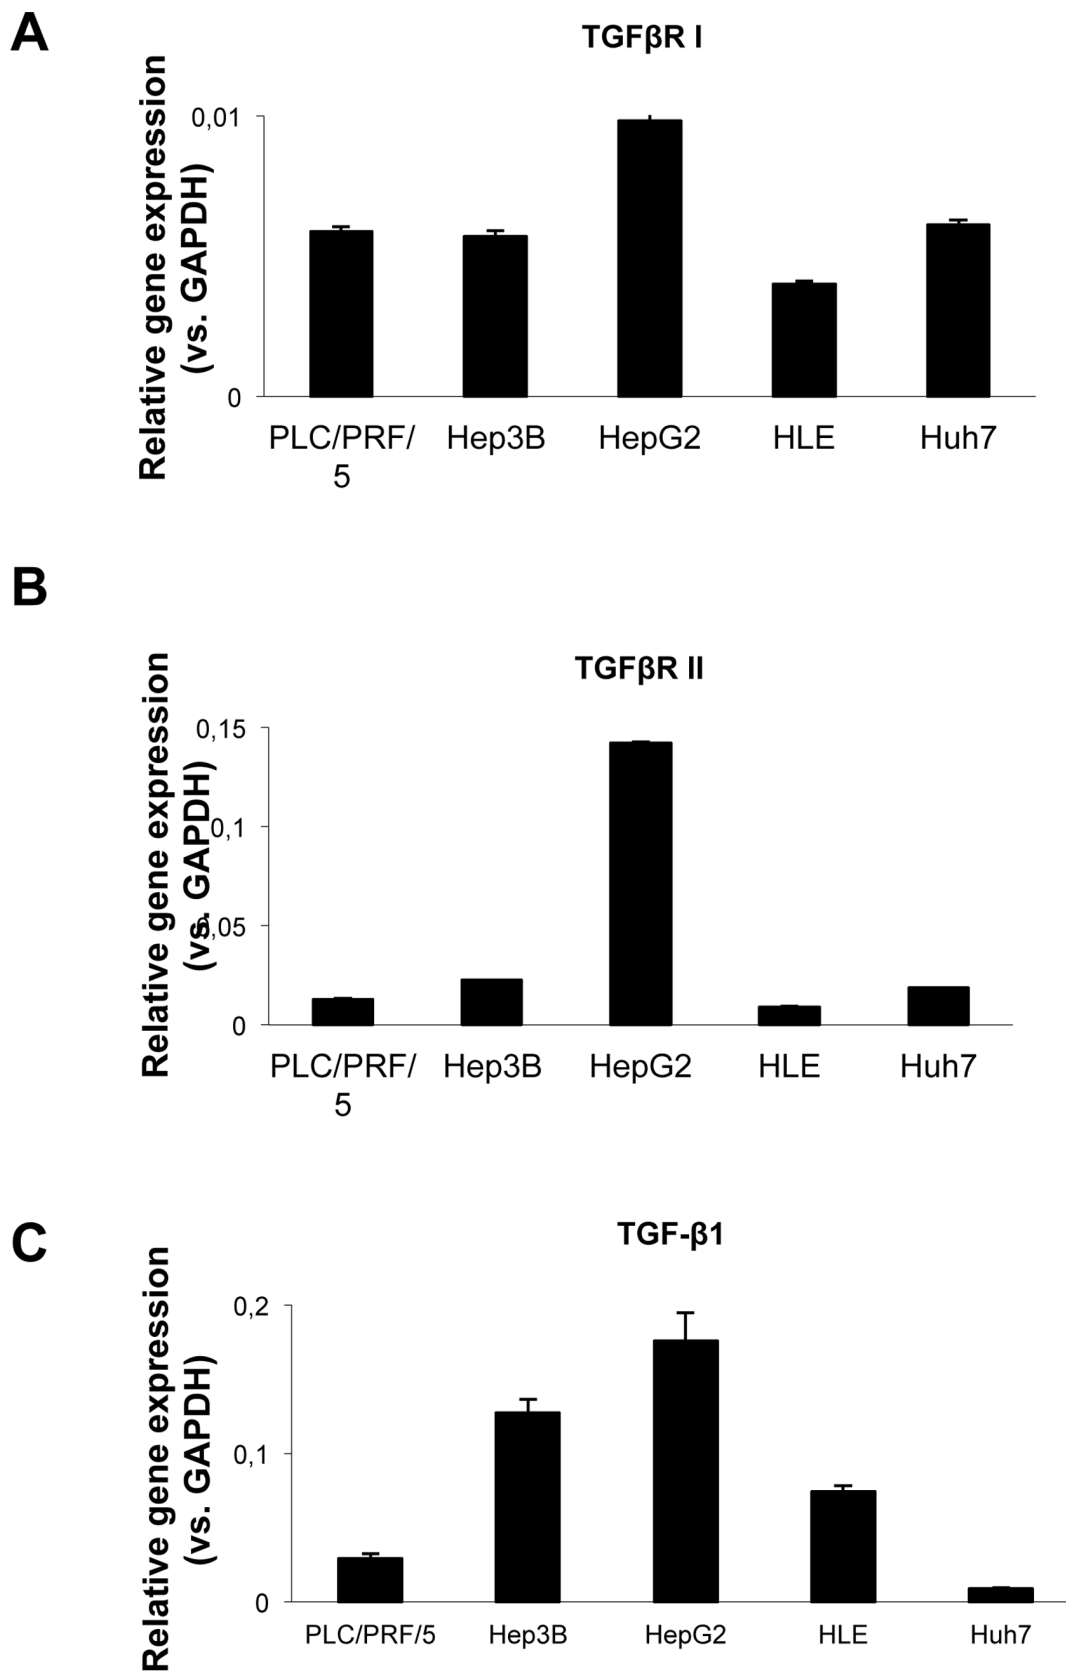 A
TGFβR I
Relative gene expression
(vs. GAPDH)
0,01
0
PLC/PRF/
5
Hep3B
HepG2
HLE
Huh7
B
TGFβR II
Relative gene expression
(vs. GAPDH)
0,15
0,1
0,05
0
PLC/PRF/
5
Hep3B
HepG2
HLE
Huh7
C
TGF-β1
Relative gene expression
(vs. GAPDH)
0,2
0,1
0
PLC/PRF/5
Hep3B
HepG2
HLE
Huh7